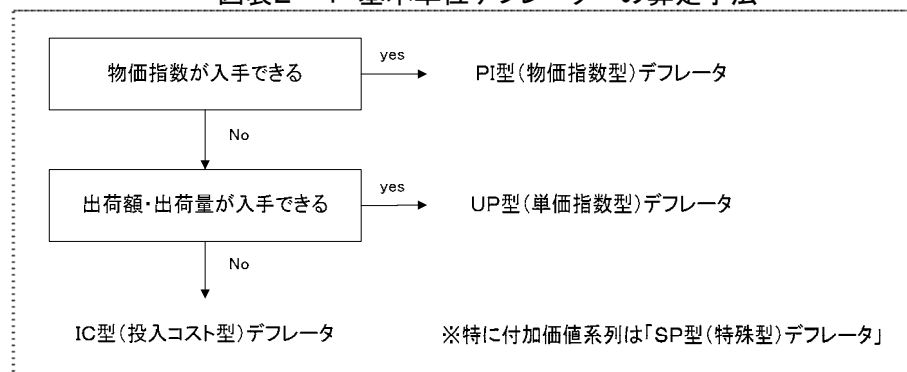 物価指数が入手できる
yes
PI型(物価指数型)デフレータ
No
出荷額・出荷量が入手できる
yes
UP型(単価指数型)デフレータ
No
IC型(投入コスト型)デフレータ
※特に付加価値系列は「SP型(特殊型)デフレータ」